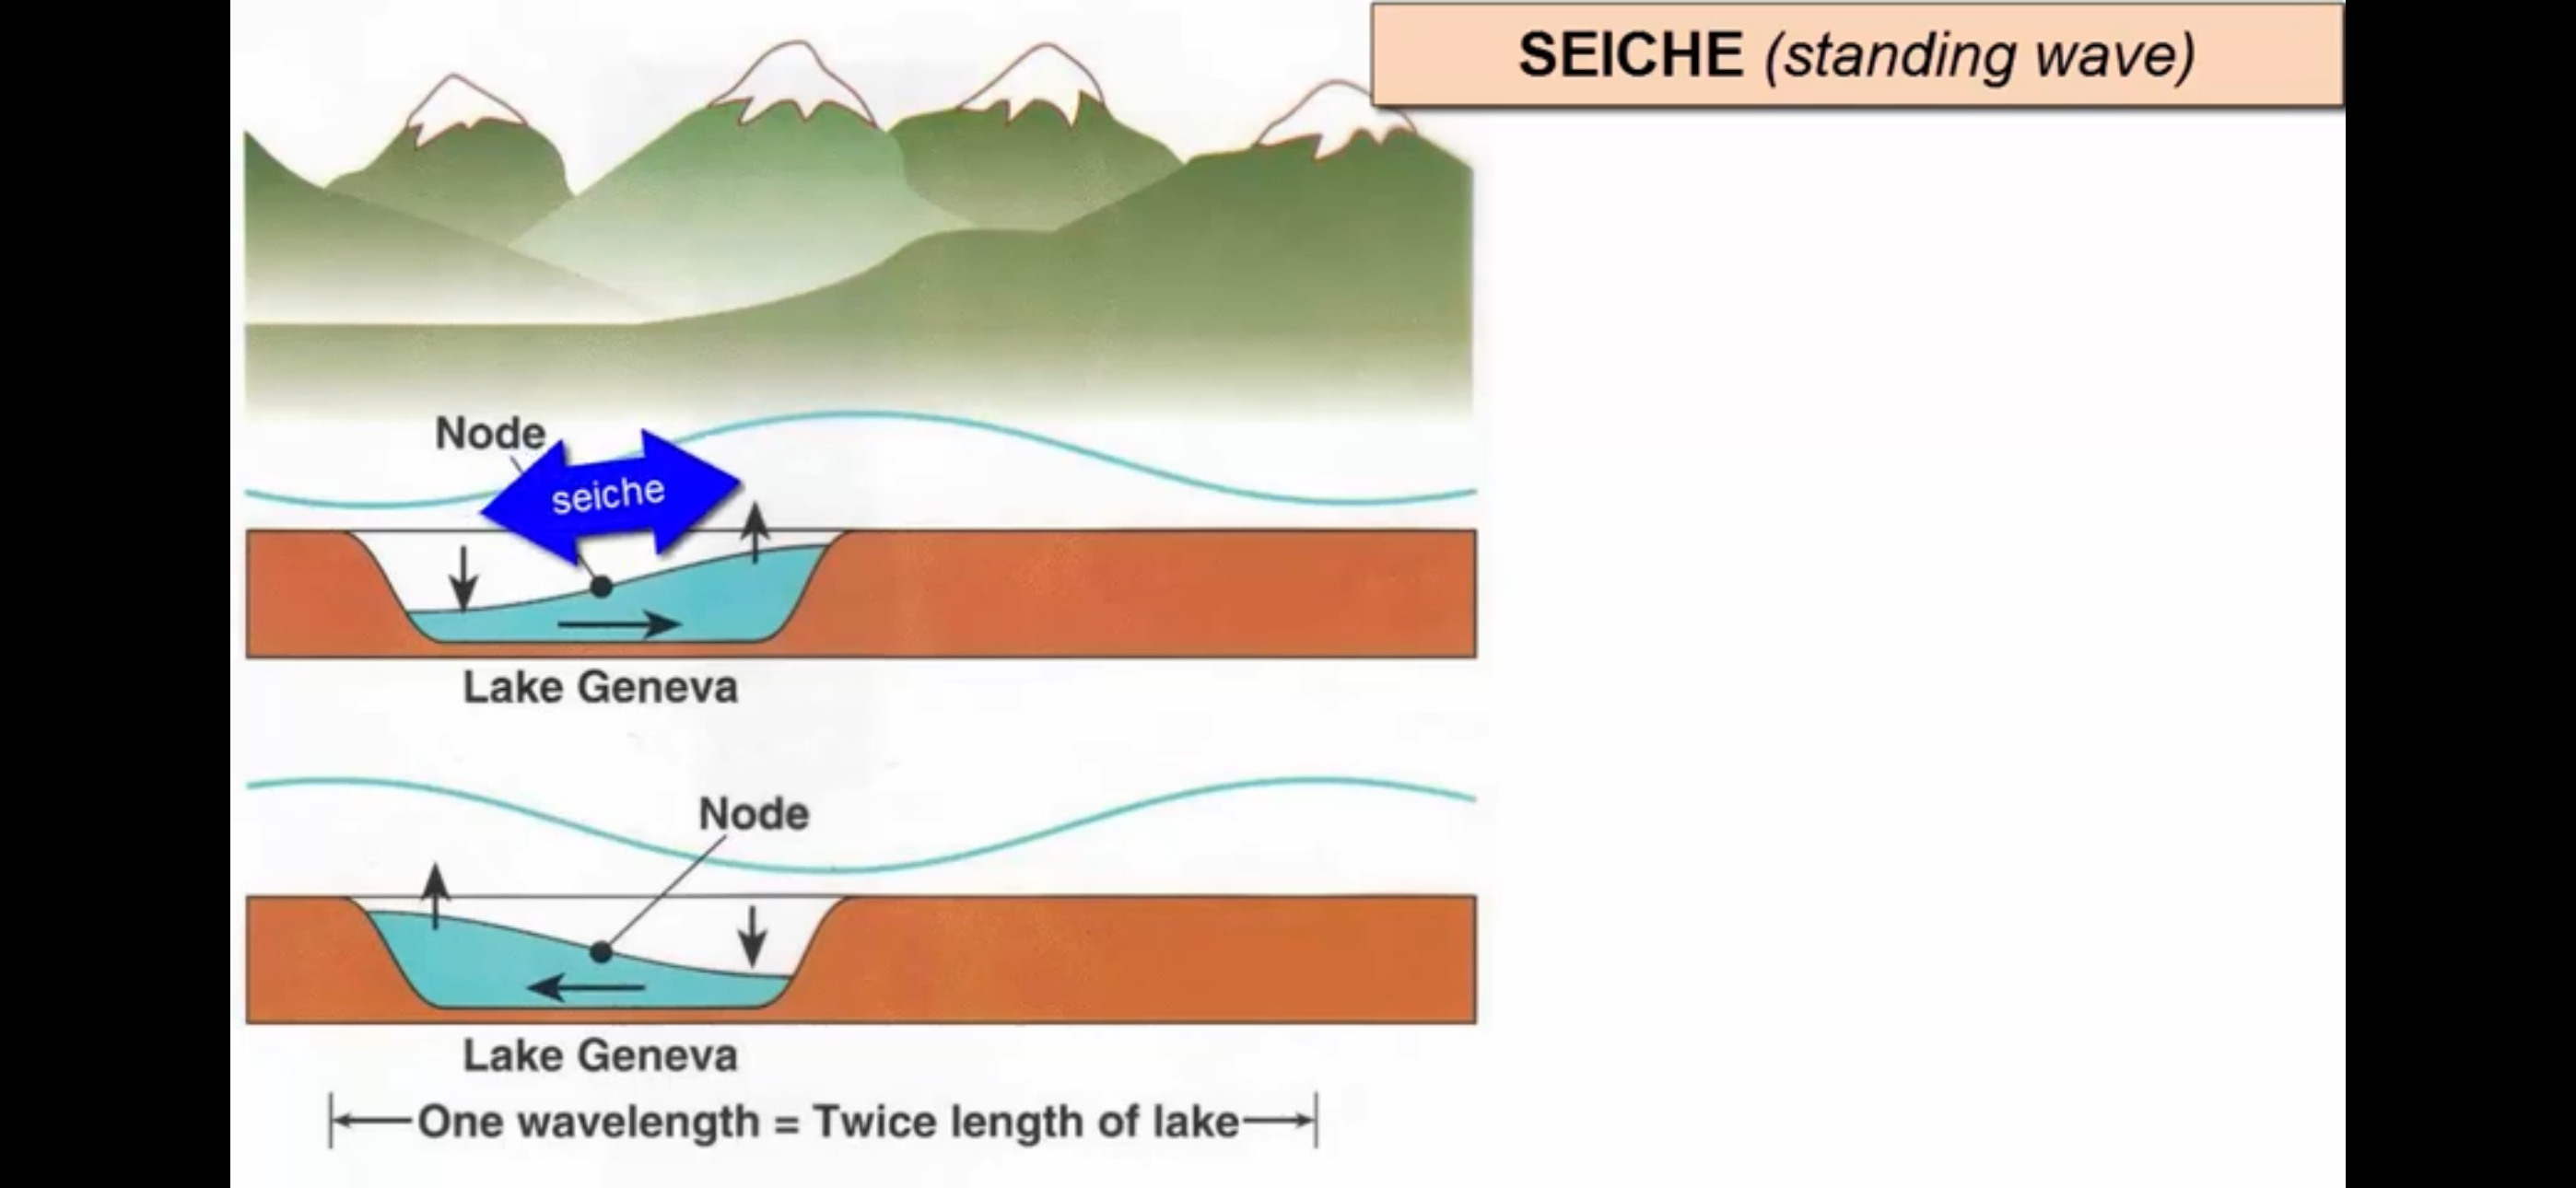 SEICHE (standing wave)
Node
seiche
Lake Geneva
Node
Lake Geneva
One wavelength = Twice length of lake